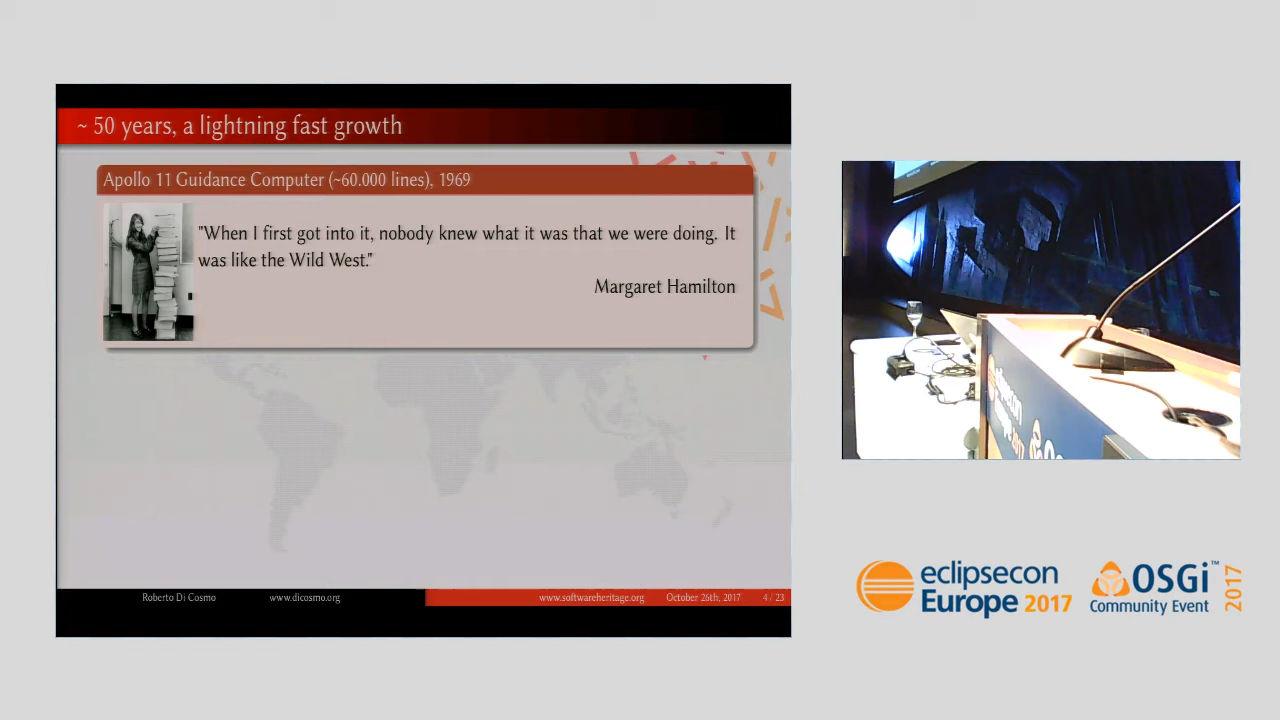 ~ 50 years, a lightning fast growth
Apollo 11 Guidance Computer (~60.000 lines), 1969
"When I first got into it, nobody knew what it was that we were doing. It
was like the Wild West."
Margaret Hamilton
Roberto Di Cosmo www.dicosmo.org www.softwareheritage.org October 26th, 2017 4 / 23
eclipsecon
Europe 2017
OSGi™
Community Event
2017